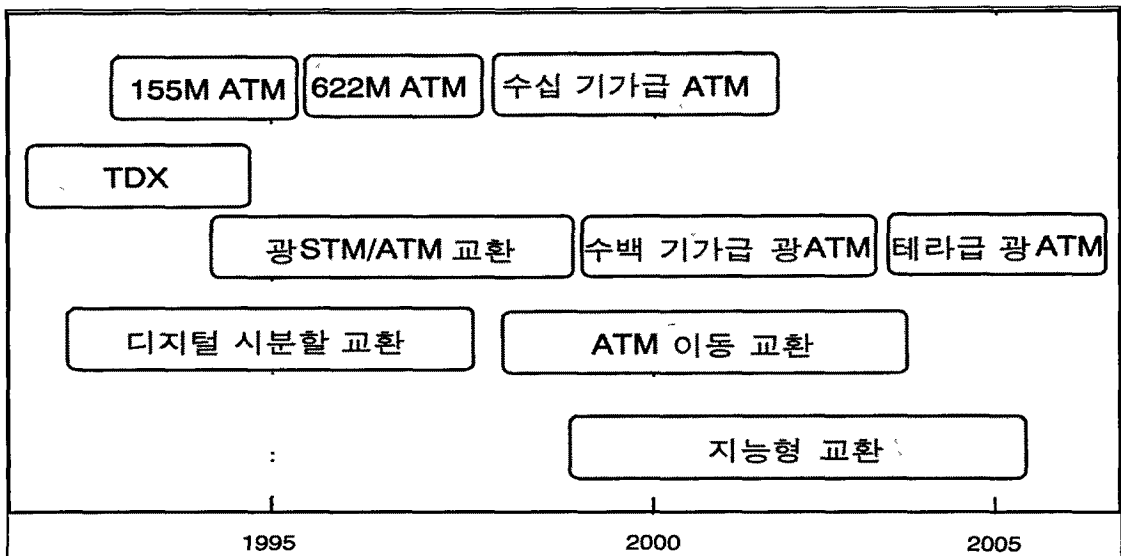 155M ATM 622M ATM 수십 기가급 ATM
TDX
광STM/ATM 교환 수백 기가급 광ATM 테라급 광ATM
디지털 시분할 교환 ATM 이동 교환
지능형 교환
1995 2000 2005